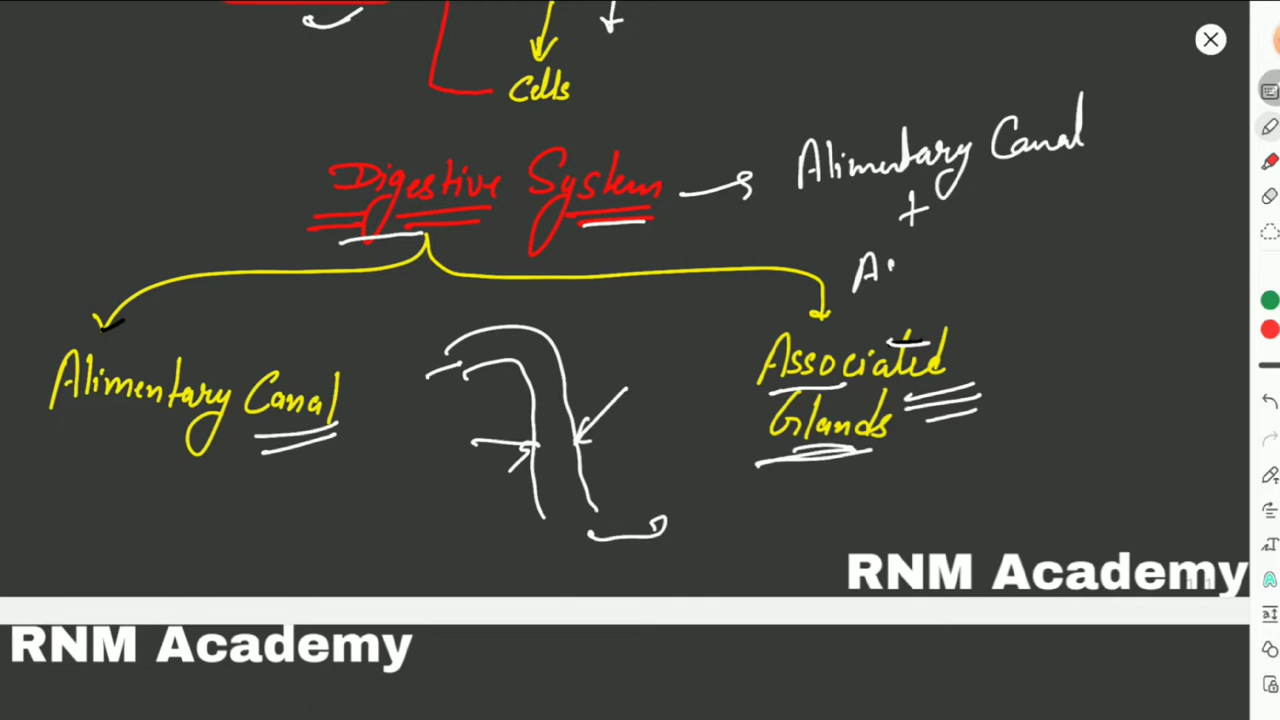 Cells
Digestive System → Alimentary Canal
+
A
Alimentary Canal
Associated
Glands
RNM Academy
RNM Academy